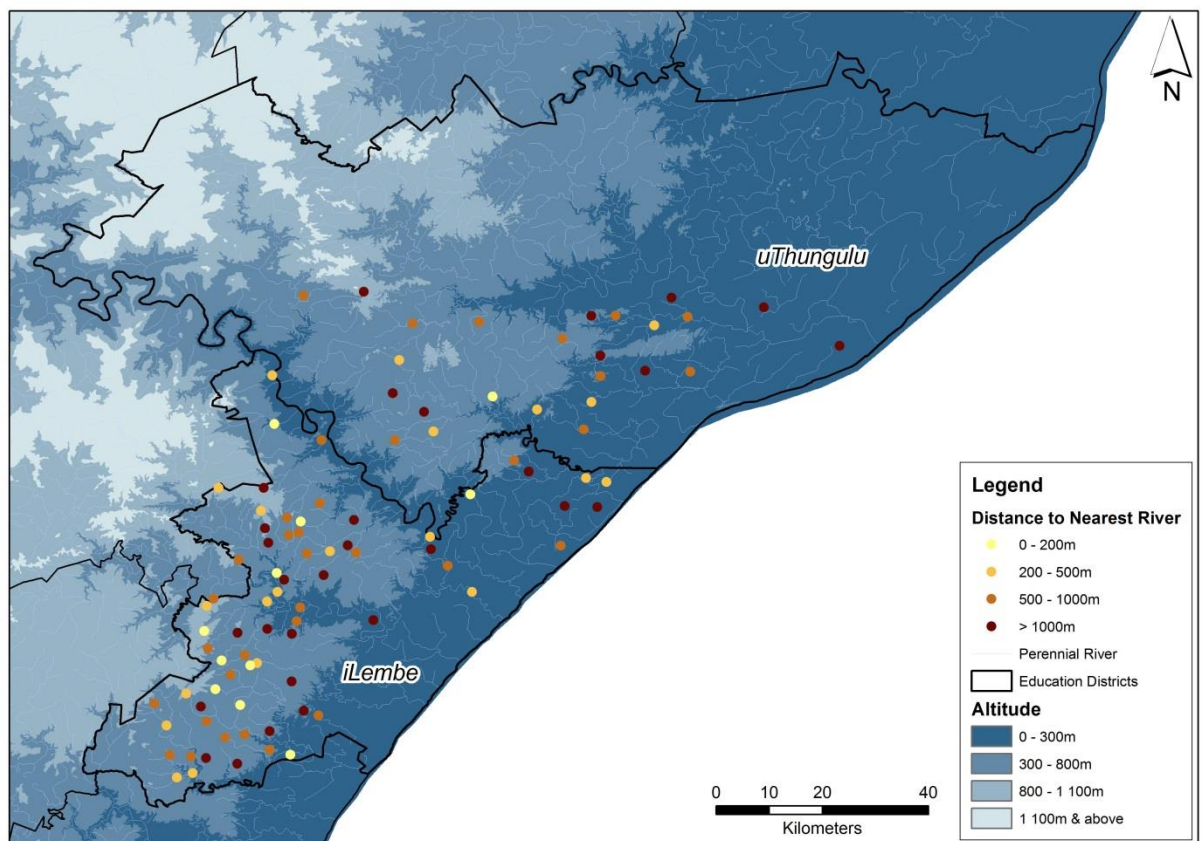 N
uThungulu
iLembe
Legend
Distance to Nearest River
0 - 200m
200 - 500m
500 - 1000m
> 1000m
Perennial River
Education Districts
Altitude
0 - 300m
300 - 800m
800 - 1 100m
1 100m & above
0 10 20 40
Kilometers